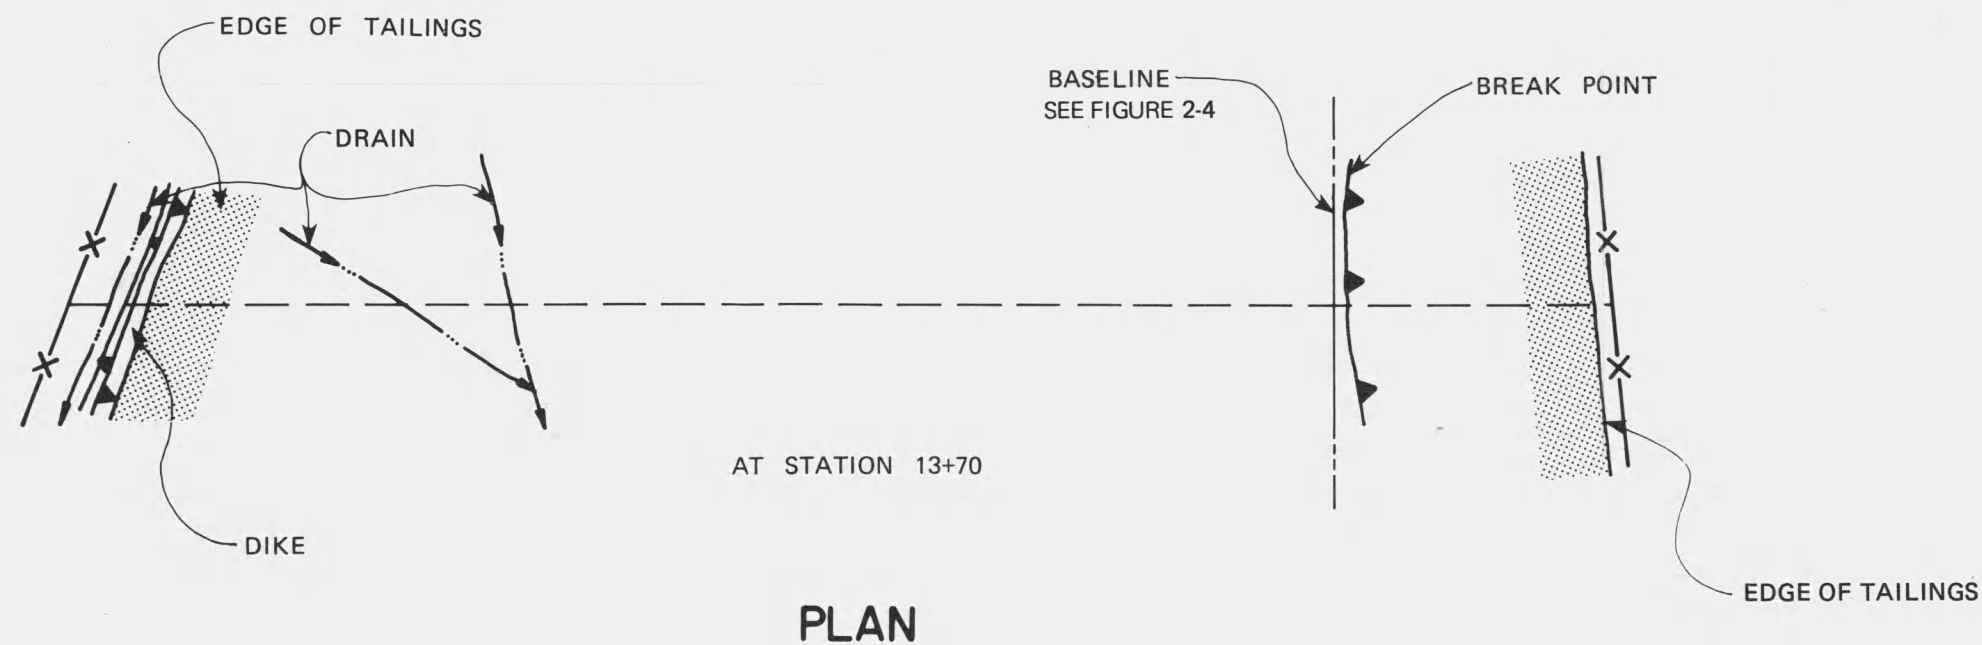 EDGE OF TAILINGS
BASELINE
SEE FIGURE 2-4
BREAK POINT
DRAIN
AT STATION 13+70
DIKE
EDGE OF TAILINGS
PLAN